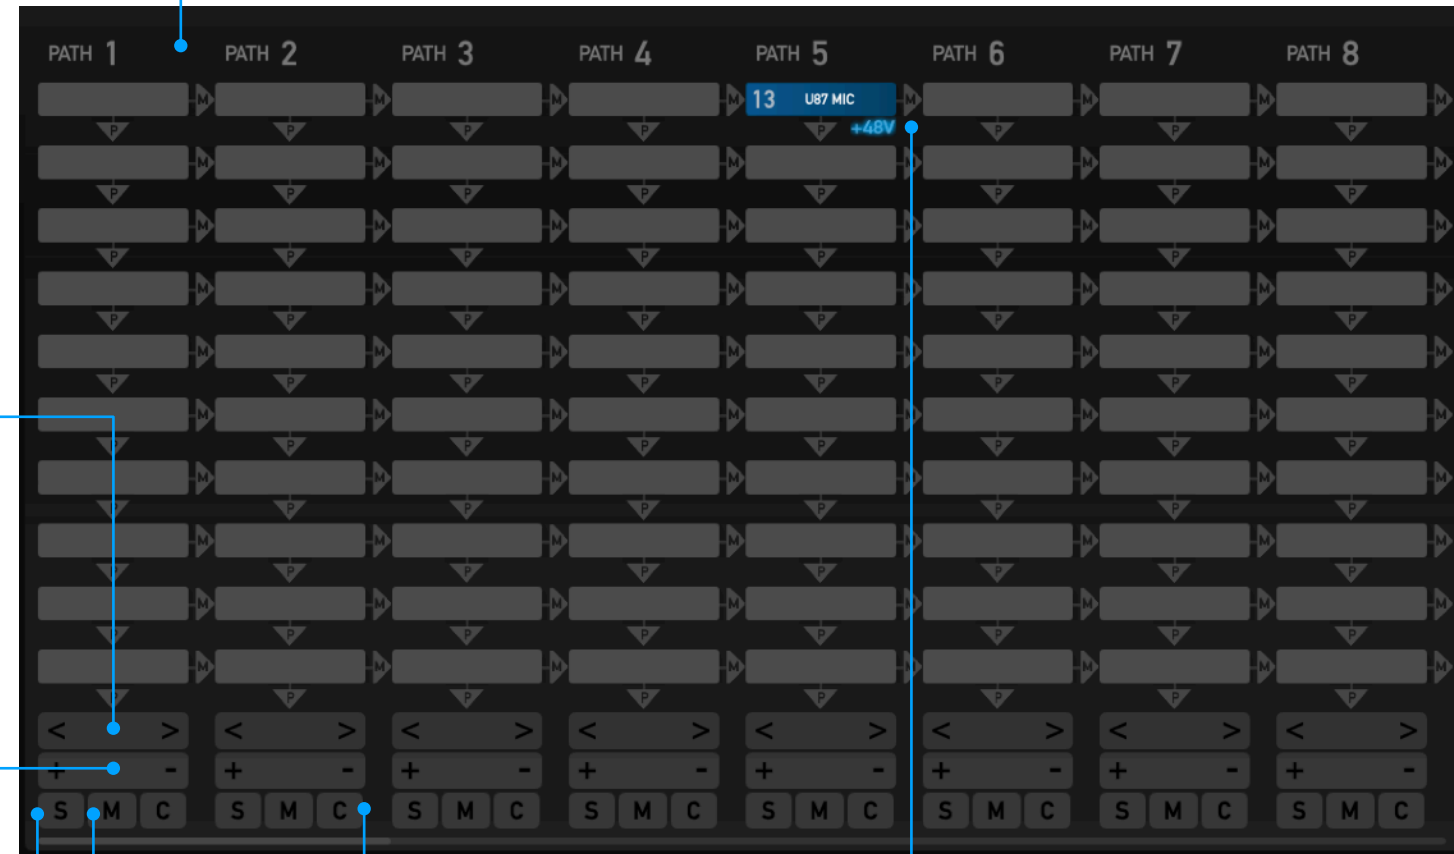 PATH 1 PATH 2 PATH 3 PATH 4 PATH 5 PATH 6 PATH 7 PATH 8
M M M M 13 U87 MIC M M M M
P P P P P +48V P P P
M M M M M M M M
P P P P P P P P
M M M M M M M M
P P P P P P P P
M M M M M M M M
P P P P P P P P
M M M M M M M M
P P P P P P P P
M M M M M M M M
P P P P P P P P
M M M M M M M M
P P P P P P P P
M M M M M M M M
P P P P P P P P
M M M M M M M M
P P P P P P P P
M M M M M M M M
P P P P P P P P
< > < > < > < > < > < > < > < >
+ - + - + - + - + - + - + - + -
S M C S M C S M C S M C S M C S M C S M C S M C